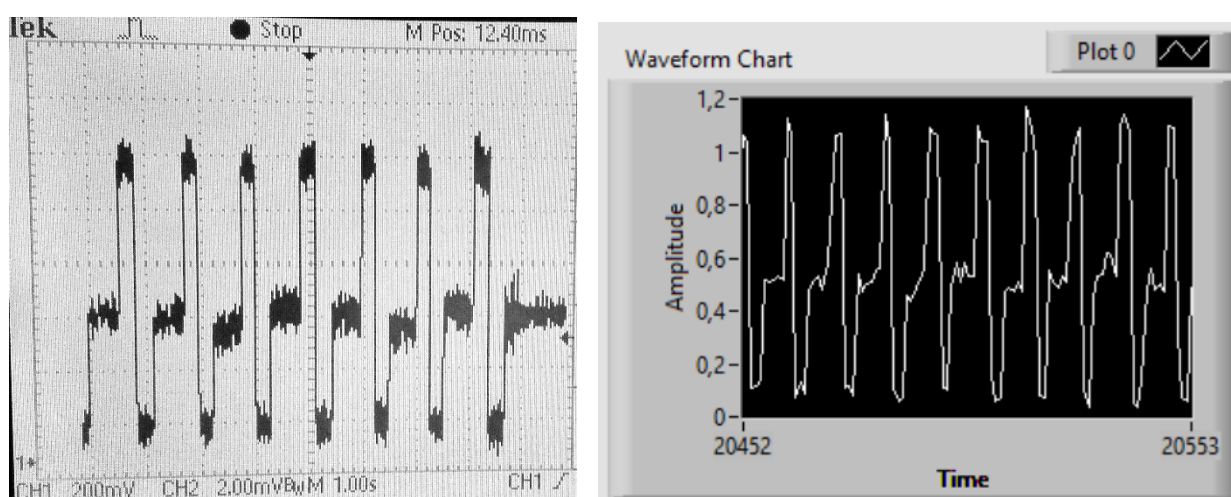 Tek Stop M Pos: 12.40ms
1
CH1 200mV CH2 2.00mVBw M 1.00s CH1
Waveform Chart
Plot 0
1,2
1
0,8
0,6
0,4
0,2
0
Amplitude
20452
20553
Time